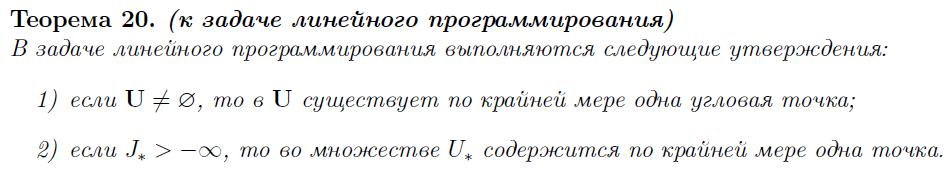 Теорема 20. (к задаче линейного программирования)
В задаче линейного программирования выполняются следующие утверждения:
1) если U ≠ ∅, то в U существует по крайней мере одна угловая точка;
2) если J∗ > −∞, то во множестве U∗ содержится по крайней мере одна точка.